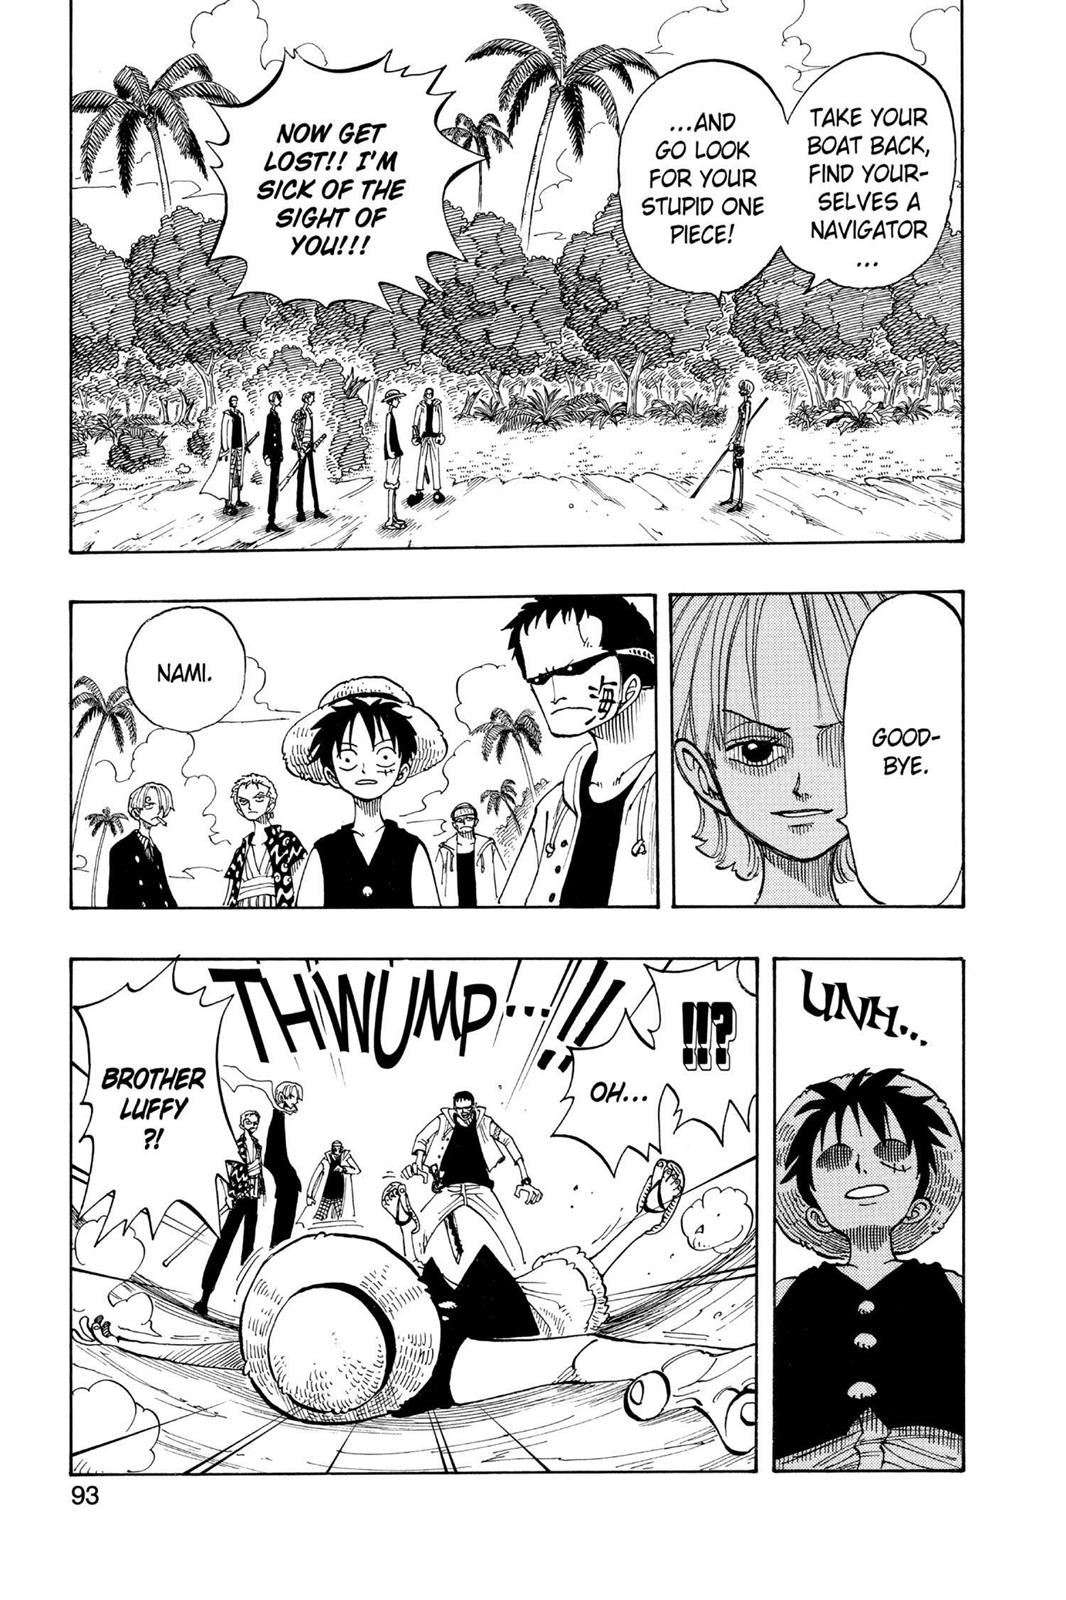 TAKE YOUR
BOAT BACK,
FIND YOUR-
SELVES A
NAVIGATOR
...
...AND
GO LOOK
FOR YOUR
STUPID ONE
PIECE!
NOW GET
LOST!! I'M
SICK OF THE
SIGHT OF
YOU!!!
GOOD-
BYE.
NAMI.
UNH...
!!?
OH...
THWUMP...!!
BROTHER
LUFFY
?!
93